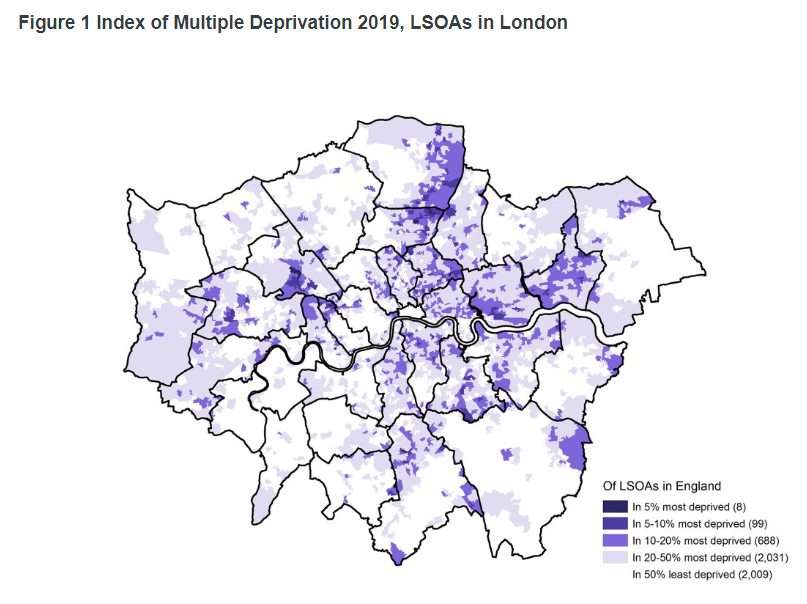 Figure 1 Index of Multiple Deprivation 2019, LSOAs in London
Of LSOAs in England
In 5% most deprived (8)
In 5-10% most deprived (99)
In 10-20% most deprived (688)
In 20-50% most deprived (2,031)
In 50% least deprived (2,009)